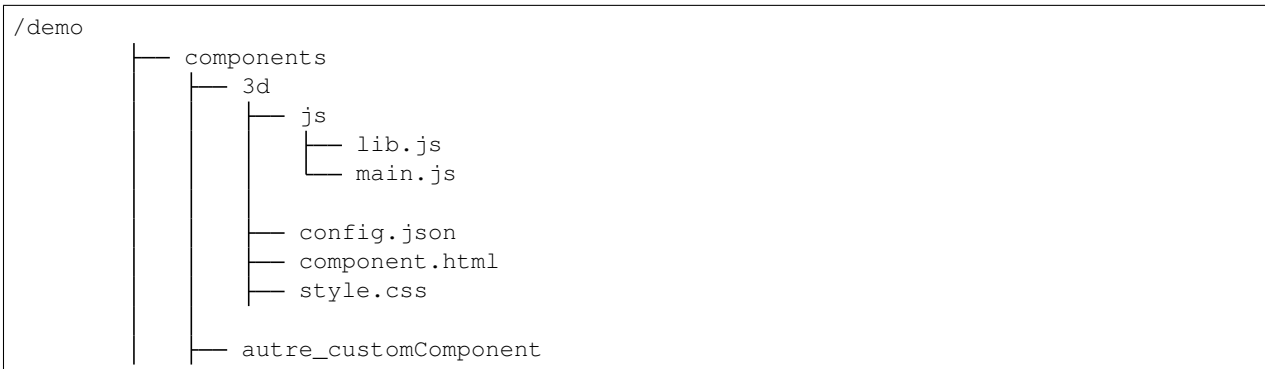 /demo
components
3d
js
lib.js
main.js
config.json
component.html
style.css
autre_customComponent